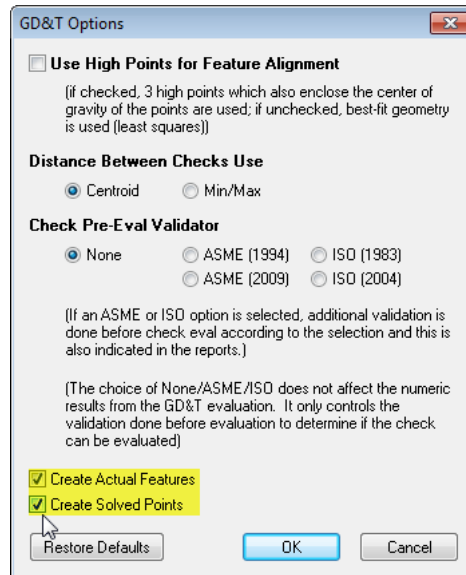 GD&T Options
Use High Points for Feature Alignment
(if checked, 3 high points which also enclose the center of
gravity of the points are used; if unchecked, best-fit geometry
is used (least squares))
Distance Between Checks Use
Centroid Min/Max
Check Pre-Eval Validator
None ASME (1994) ISO (1983)
ASME (2009) ISO (2004)
(If an ASME or ISO option is selected, additional validation is
done before check eval according to the selection and this is
also indicated in the reports.)
(The choice of None/ASME/ISO does not affect the numeric
results from the GD&T evaluation. It only controls the
validation done before evaluation to determine if the check
can be evaluated)
Create Actual Features
Create Solved Points
Restore Defaults OK Cancel